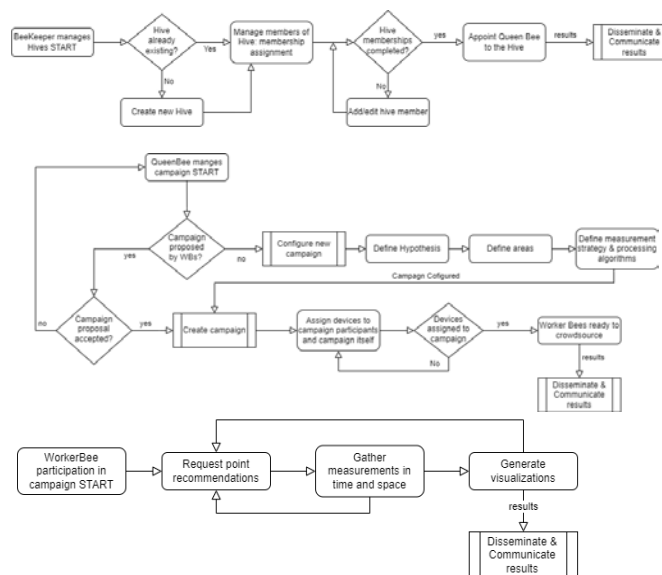 BeeKeeper manages
Hives START
Hive
already
existing?
Yes
No
Create new Hive
Manage members of
Hive: membership
assignment
Hive
memberships
completed?
yes
No
Add/edit hive member
Appoint Queen Bee
to the Hive
results
Disseminate &
Communicate
results
QueenBee manges
campaign START
Campaign
proposed
by WBs?
yes
no
Configure new
campaign
Define Hypothesis
Define areas
Define measurement
strategy & processing
algorithms
Campaign Cofigured
no
Campaign
proposal
accepted?
yes
Create campaign
Assign devices to
campaign participants
and campaign itself
Devices
assigned to
campaign
No
yes
Worker Bees ready to
crowdsource
results
Disseminate &
Communicate
results
WorkerBee
participation in
campaign START
Request point
recommendations
Gather
measurements in
time and space
Generate
visualizations
results
Disseminate &
Communicate
results